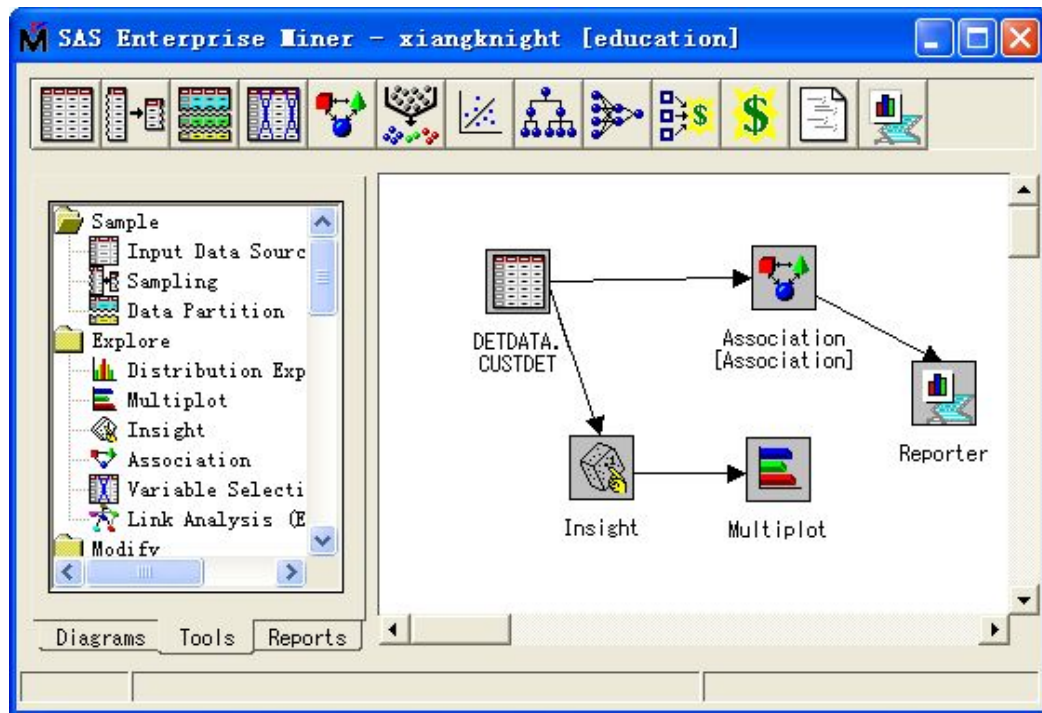 SAS Enterprise Miner - xiangknight [education]
Sample
Input Data Sourc
Sampling
Data Partition
Explore
Distribution Exp
Multiplot
Insight
Association
Variable Selecti
Link Analysis (E
Modify
Diagrams
Tools
Reports
DETDATA.
CUSTDET
Association
[Association]
Reporter
Insight
Multiplot